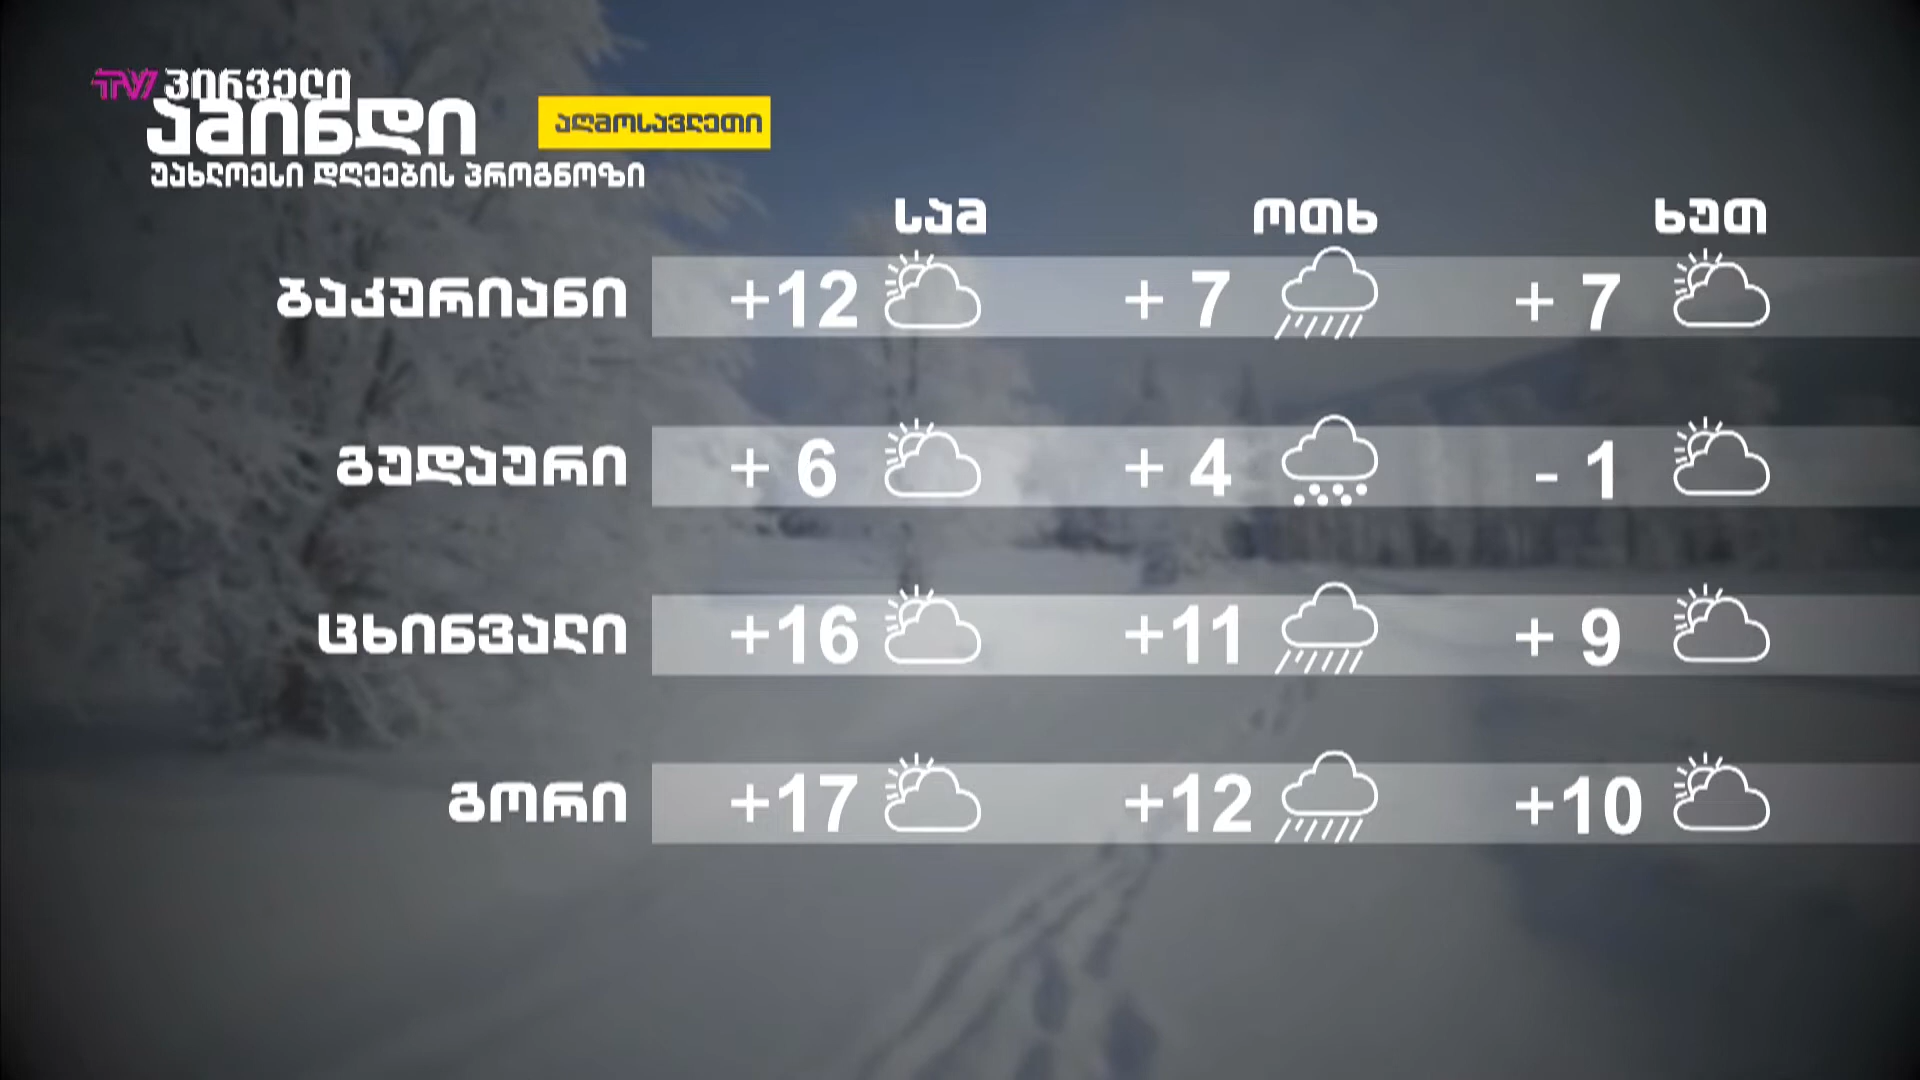 TV პირველი
ამინდი
აღმოსავლეთი
უახლოესი დღეების პროგნოზი
სამ ოთხ ხუთ
ბაკურიანი +12 + 7 + 7
გუდაური + 6 + 4 - 1
ცხინვალი +16 +11 + 9
გორი +17 +12 +10